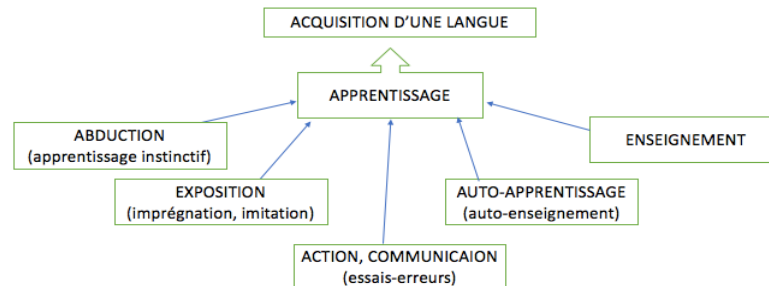 ACQUISITION D’UNE LANGUE
APPRENTISSAGE
ABDUCTION
(apprentissage instinctif)
ENSEIGNEMENT
EXPOSITION
(imprégnation, imitation)
AUTO-APPRENTISSAGE
(auto-enseignement)
ACTION, COMMUNICAION
(essais-erreurs)